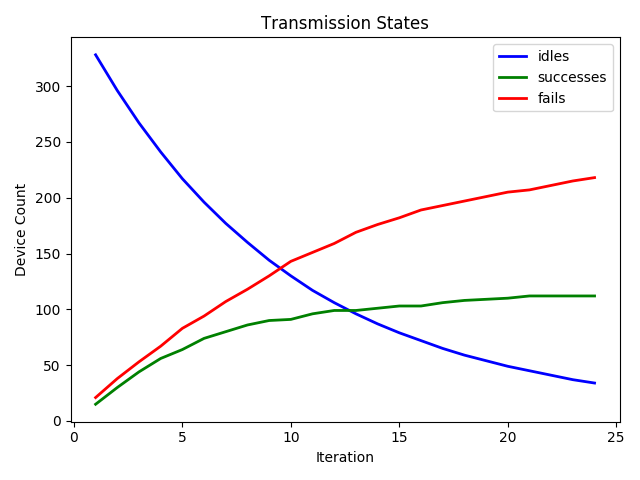 Transmission States
idles
successes
fails
Device Count
300
250
200
150
100
50
0
0 5 10 15 20 25
Iteration